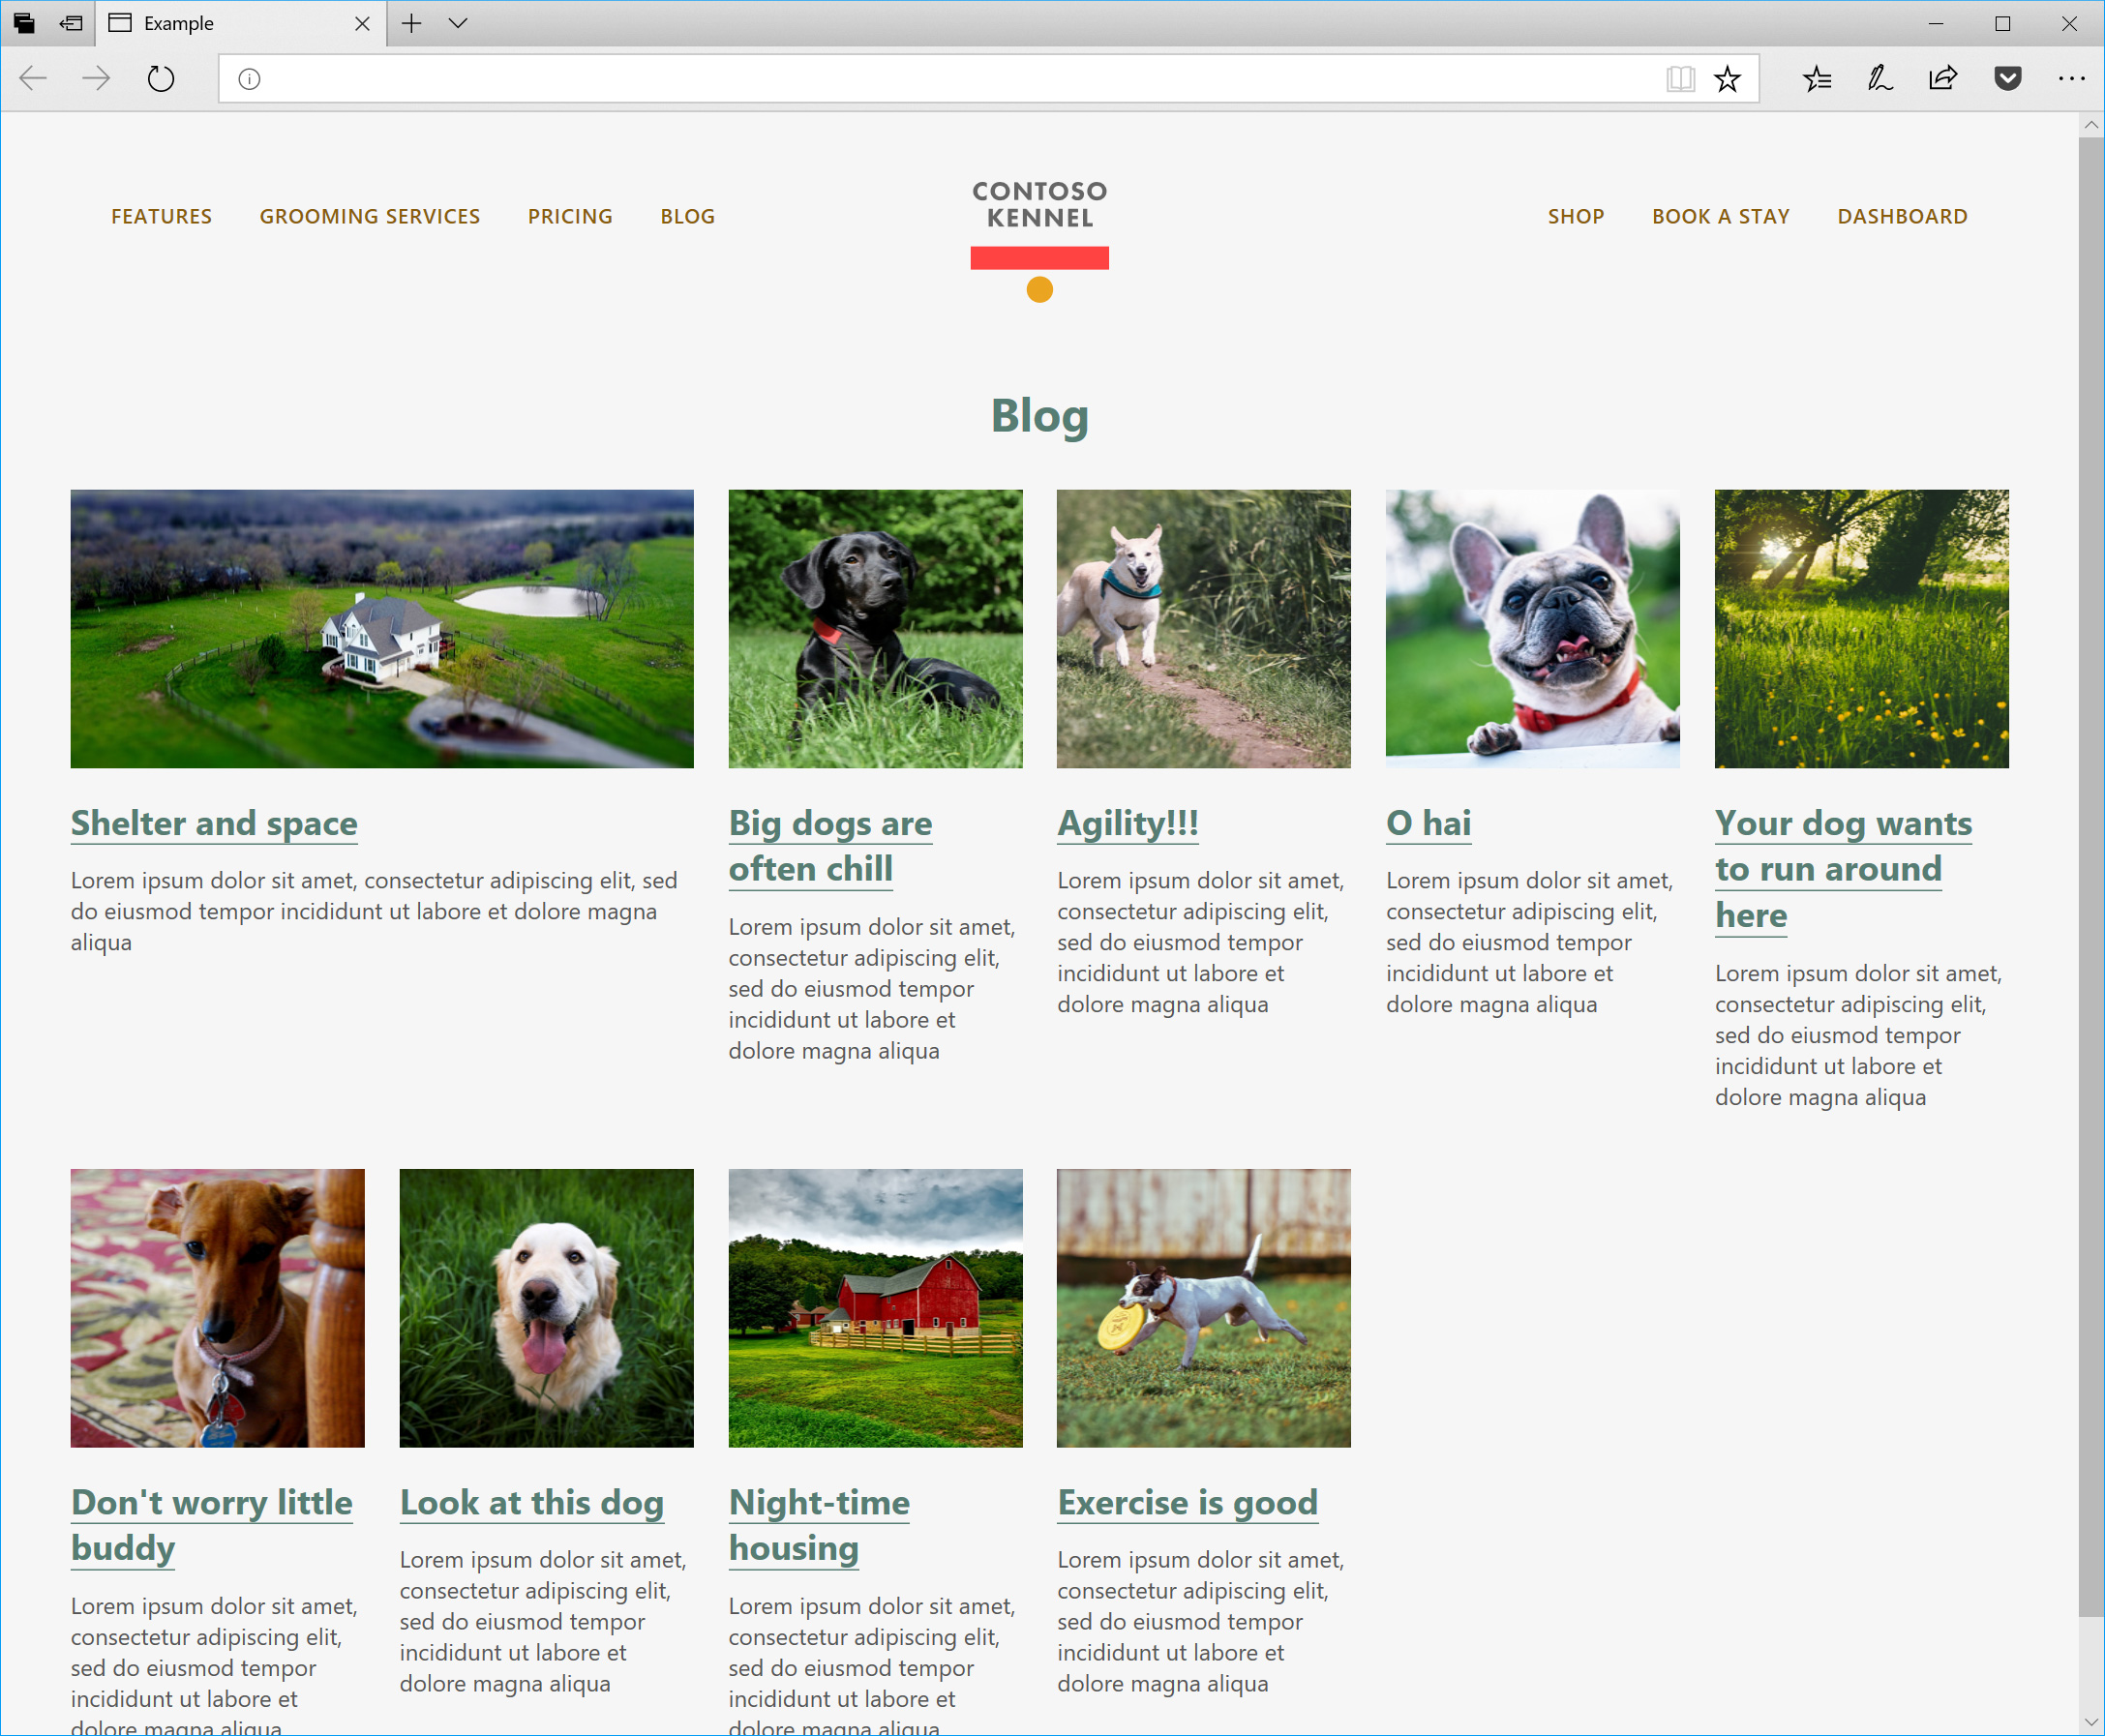 Example
FEATURES
GROOMING SERVICES
PRICING
BLOG
CONTOSO
KENNEL
SHOP
BOOK A STAY
DASHBOARD
Blog
Shelter and space
Lorem ipsum dolor sit amet, consectetur adipiscing elit, sed
do eiusmod tempor incididunt ut labore et dolore magna
aliqua
Big dogs are
often chill
Lorem ipsum dolor sit amet,
consectetur adipiscing elit,
sed do eiusmod tempor
incididunt ut labore et
dolore magna aliqua
Agility!!!
Lorem ipsum dolor sit amet,
consectetur adipiscing elit,
sed do eiusmod tempor
incididunt ut labore et
dolore magna aliqua
O hai
Lorem ipsum dolor sit amet,
consectetur adipiscing elit,
sed do eiusmod tempor
incididunt ut labore et
dolore magna aliqua
Your dog wants
to run around
here
Lorem ipsum dolor sit amet,
consectetur adipiscing elit,
sed do eiusmod tempor
incididunt ut labore et
dolore magna aliqua
Don't worry little
buddy
Lorem ipsum dolor sit amet,
consectetur adipiscing elit,
sed do eiusmod tempor
incididunt ut labore et
dolore magna aliqua
Look at this dog
Lorem ipsum dolor sit amet,
consectetur adipiscing elit,
sed do eiusmod tempor
incididunt ut labore et
dolore magna aliqua
Night-time
housing
Lorem ipsum dolor sit amet,
consectetur adipiscing elit,
sed do eiusmod tempor
incididunt ut labore et
dolore magna aliqua
Exercise is good
Lorem ipsum dolor sit amet,
consectetur adipiscing elit,
sed do eiusmod tempor
incididunt ut labore et
dolore magna aliqua